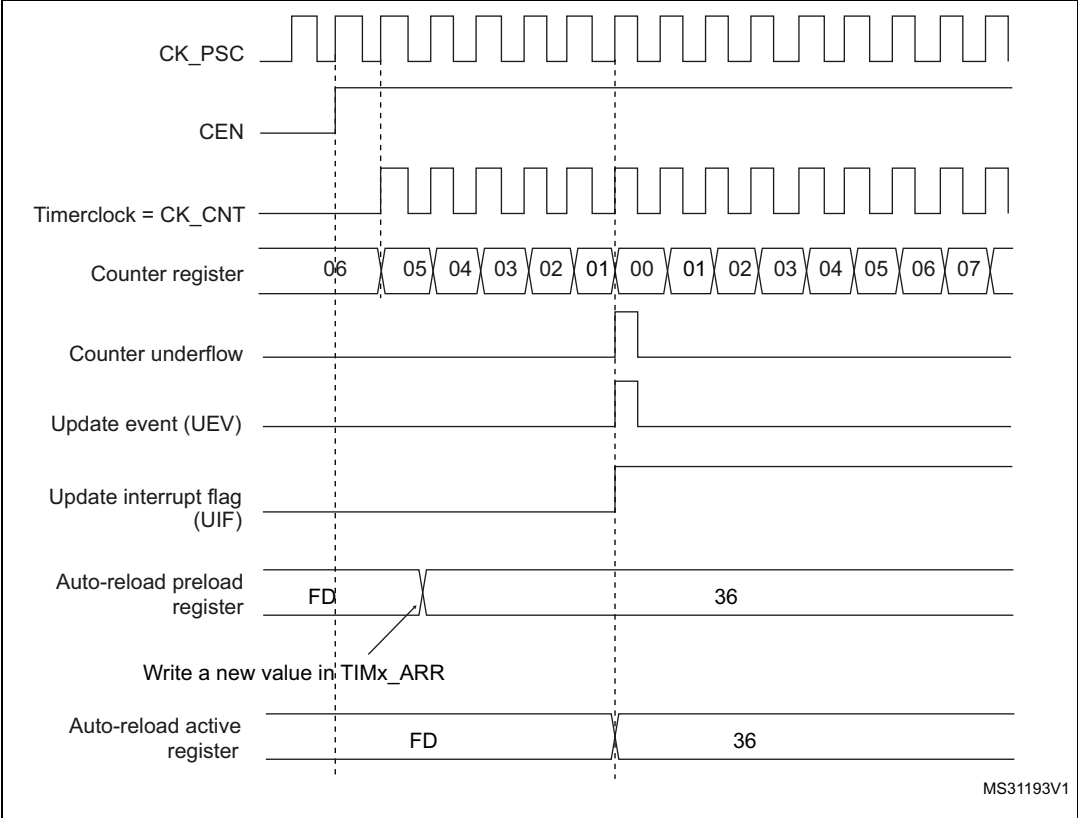 CK_PSC
CEN
Timerclock = CK_CNT
Counter register
06 05 04 03 02 01 00 01 02 03 04 05 06 07
Counter underflow
Update event (UEV)
Update interrupt flag
(UIF)
Auto-reload preload
register
FD 36
Write a new value in TIMx_ARR
Auto-reload active
register
FD 36
MS31193V1